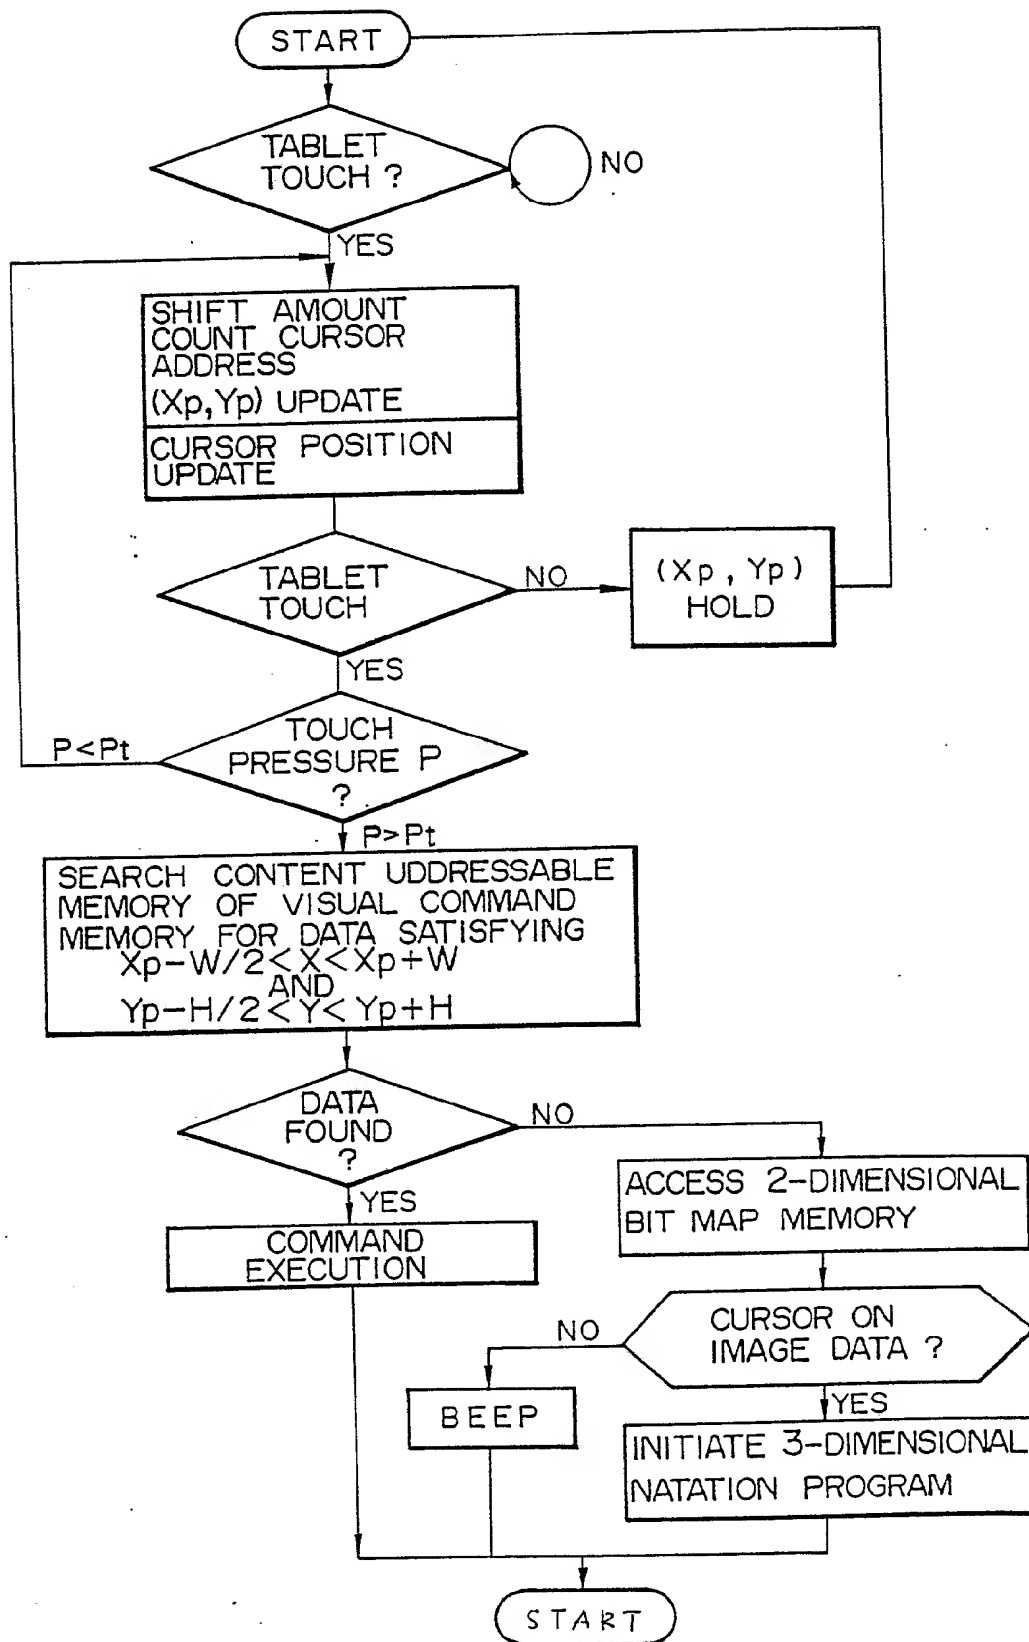 START
TABLET
TOUCH ?
NO
YES
SHIFT AMOUNT
COUNT CURSOR
ADDRESS
(Xp,Yp) UPDATE
CURSOR POSITION
UPDATE
TABLET
TOUCH
NO
(Xp, Yp)
HOLD
YES
TOUCH
PRESSURE P
?
P<Pt
P>Pt
SEARCH CONTENT UDDRESSABLE
MEMORY OF VISUAL COMMAND
MEMORY FOR DATA SATISFYING
Xp-W/2<X<Xp+W
AND
Yp-H/2<Y<Yp+H
DATA
FOUND
?
NO
YES
ACCESS 2-DIMENSIONAL
BIT MAP MEMORY
COMMAND
EXECUTION
CURSOR ON
IMAGE DATA ?
NO
YES
BEEP
INITIATE 3-DIMENSIONAL
NATATION PROGRAM
START